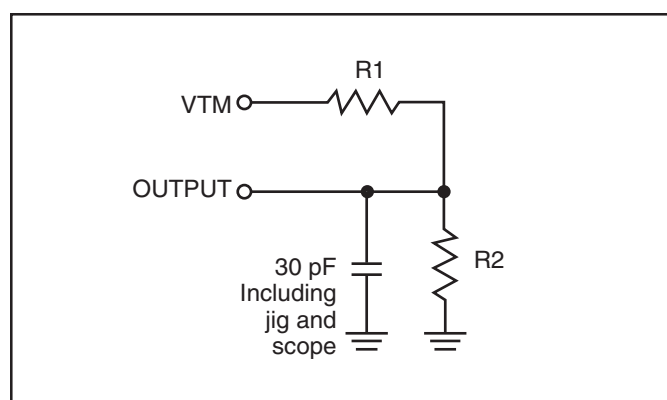 R1
VTM
OUTPUT
30 pF
Including
jig and
scope
R2